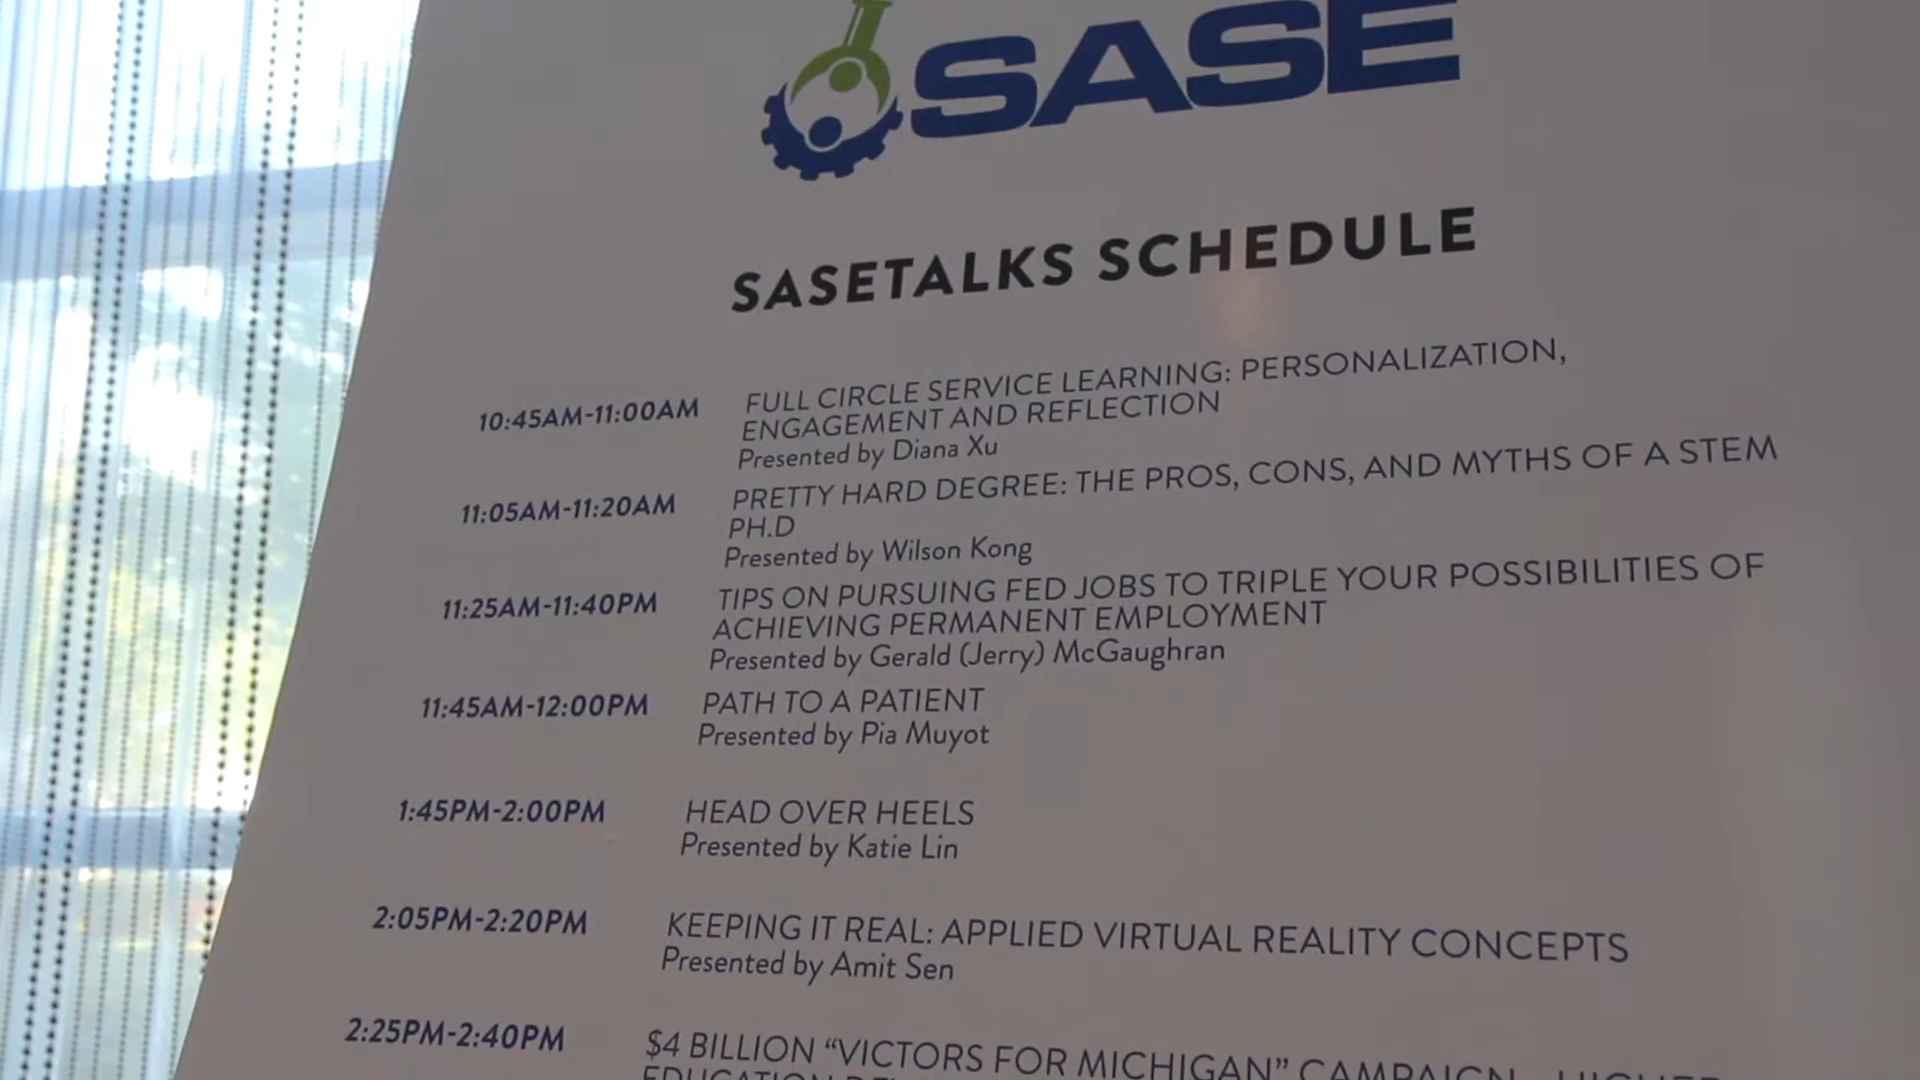 SASE
SASETALKS SCHEDULE
10:45AM-11:00AM
FULL CIRCLE SERVICE LEARNING: PERSONALIZATION,
ENGAGEMENT AND REFLECTION
Presented by Diana Xu
11:05AM-11:20AM
PRETTY HARD DEGREE: THE PROS, CONS, AND MYTHS OF A STEM
PH.D
Presented by Wilson Kong
11:25AM-11:40PM
TIPS ON PURSUING FED JOBS TO TRIPLE YOUR POSSIBILITIES OF
ACHIEVING PERMANENT EMPLOYMENT
Presented by Gerald (Jerry) McGaughran
11:45AM-12:00PM
PATH TO A PATIENT
Presented by Pia Muyot
1:45PM-2:00PM
HEAD OVER HEELS
Presented by Katie Lin
2:05PM-2:20PM
KEEPING IT REAL: APPLIED VIRTUAL REALITY CONCEPTS
Presented by Amit Sen
2:25PM-2:40PM
$4 BILLION “VICTORS FOR MICHIGAN” CAMPAIGN